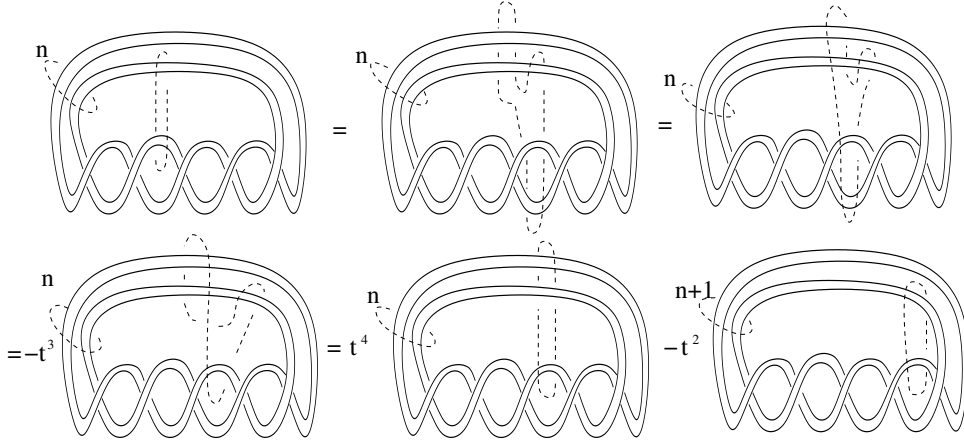 n = n = n
= -t³ n = t⁴ n -t² n+1